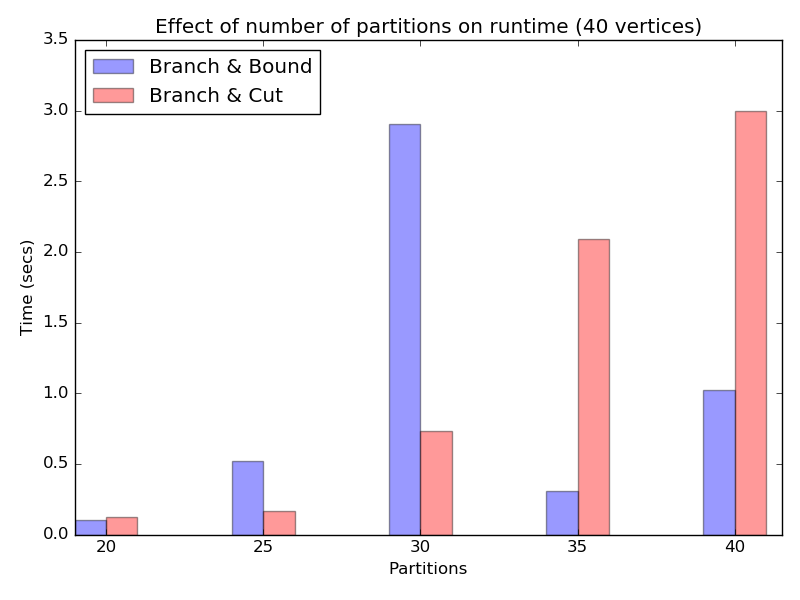 Effect of number of partitions on runtime (40 vertices)
Branch & Bound
Branch & Cut
3.5
3.0
2.5
2.0
1.5
1.0
0.5
0.0
Time (secs)
20 25 30 35 40
Partitions